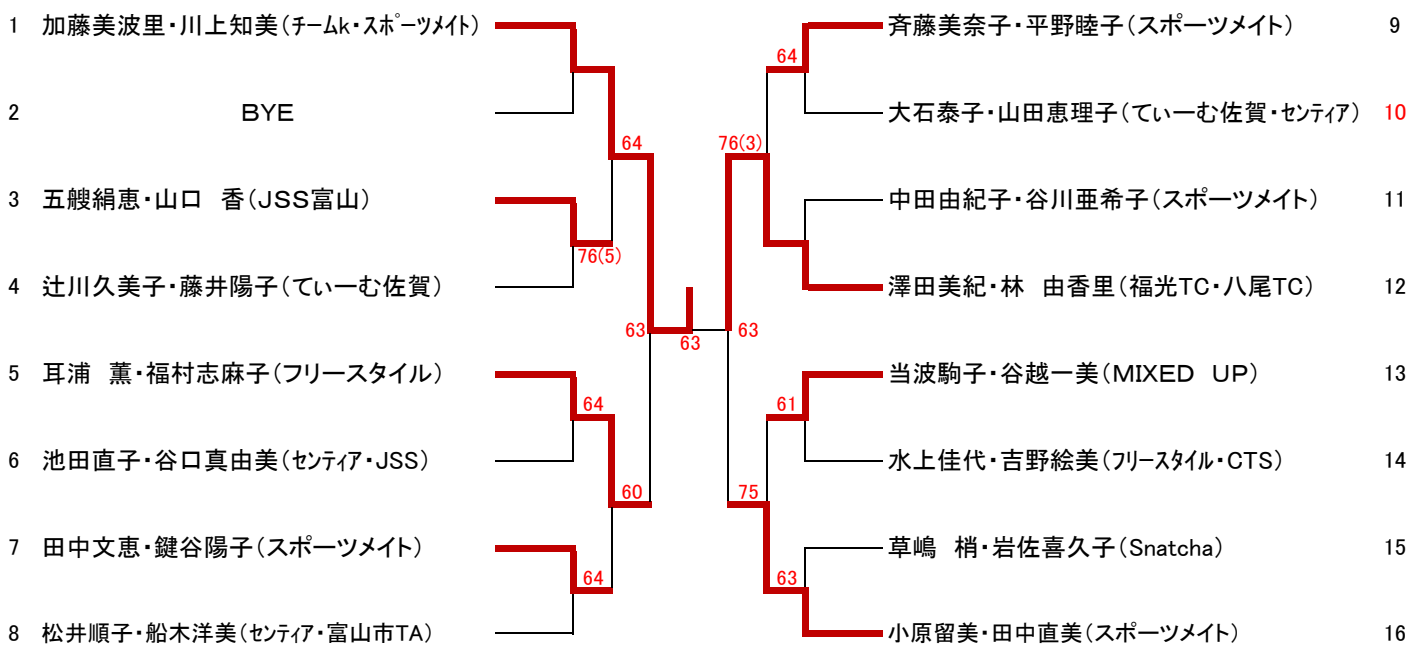 1 加藤美波里・川上知美(チームk・スポーツメイト)
2 BYE
3 五艘絹恵・山口 香(JSS富山)
4 辻川久美子・藤井陽子(てぃーむ佐賀)
5 耳浦 薫・福村志麻子(フリースタイル)
6 池田直子・谷口真由美(センティア・JSS)
7 田中文恵・鍵谷陽子(スポーツメイト)
8 松井順子・船木洋美(センティア・富山市TA)
76(5)
64
64
64
60
63
63
63
76(3)
75
64
61
63
斉藤美奈子・平野睦子(スポーツメイト) 9
大石泰子・山田恵理子(てぃーむ佐賀・センティア) 10
中田由紀子・谷川亜希子(スポーツメイト) 11
澤田美紀・林 由香里(福光TC・八尾TC) 12
当波駒子・谷越一美(MIXED UP) 13
水上佳代・吉野絵美(フリースタイル・CTS) 14
草嶋 梢・岩佐喜久子(Snatcha) 15
小原留美・田中直美(スポーツメイト) 16